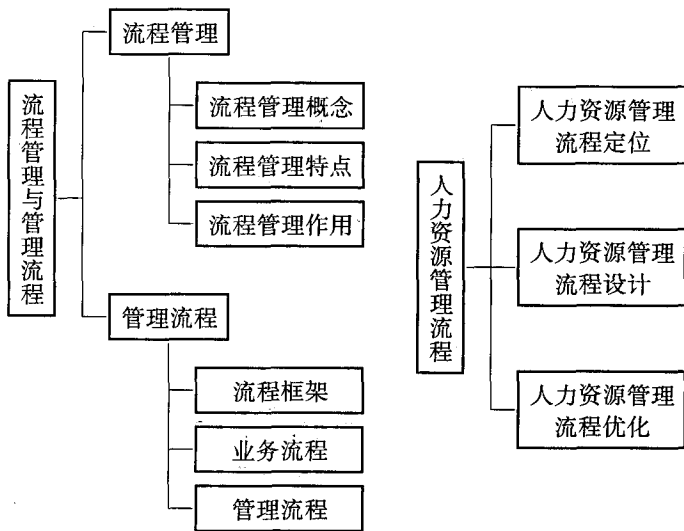 流程管理与管理流程
流程管理
流程管理概念
流程管理特点
流程管理作用
管理流程
流程框架
业务流程
管理流程
人力资源管理流程
人力资源管理
流程定位
人力资源管理
流程设计
人力资源管理
流程优化